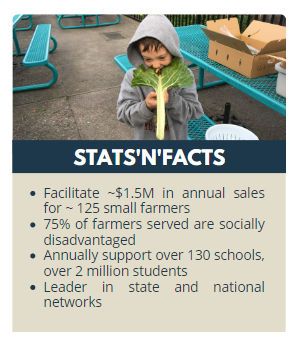 STATS'N'FACTS
• Facilitate ~$1.5M in annual sales
for ~ 125 small farmers
• 75% of farmers served are socially
disadvantaged
• Annually support over 130 schools,
over 2 million students
• Leader in state and national
networks